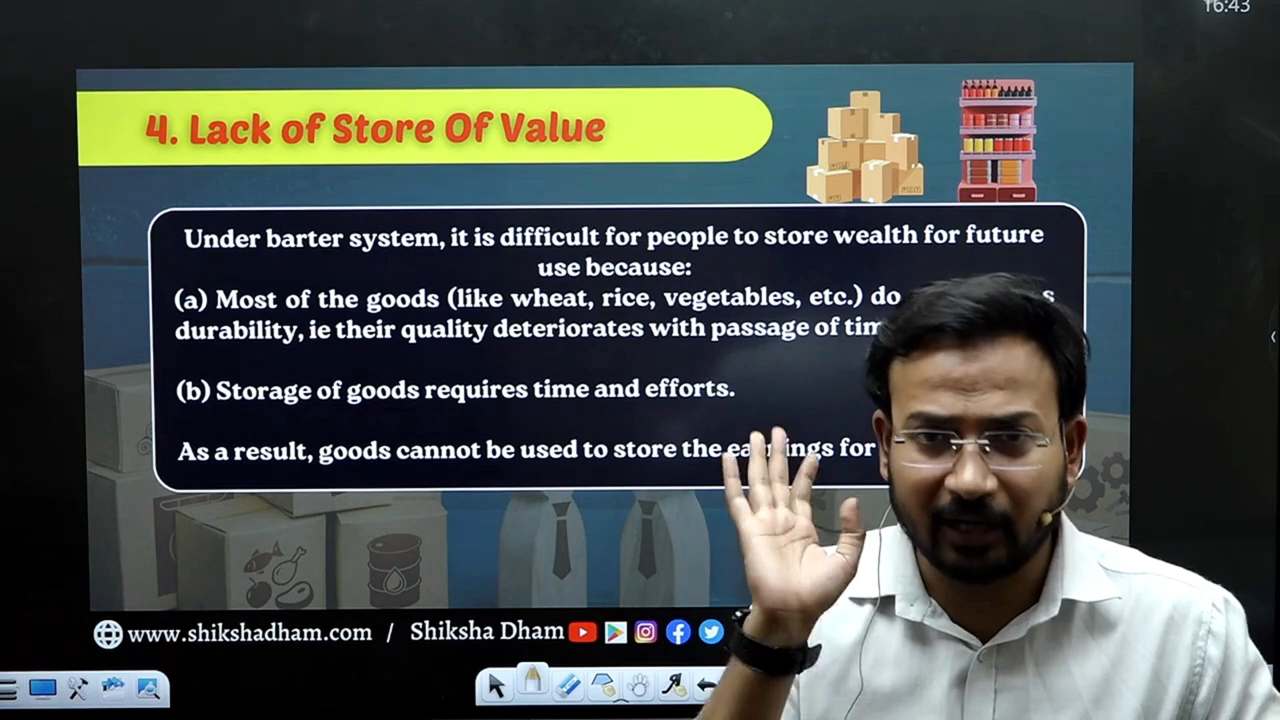 16:43
4. Lack of Store Of Value
Under barter system, it is difficult for people to store wealth for future
use because:
(a) Most of the goods (like wheat, rice, vegetables, etc.) do s
durability, ie their quality deteriorates with passage of tim
(b) Storage of goods requires time and efforts.
As a result, goods cannot be used to store the earnings for
www.shikshadham.com / Shiksha Dham